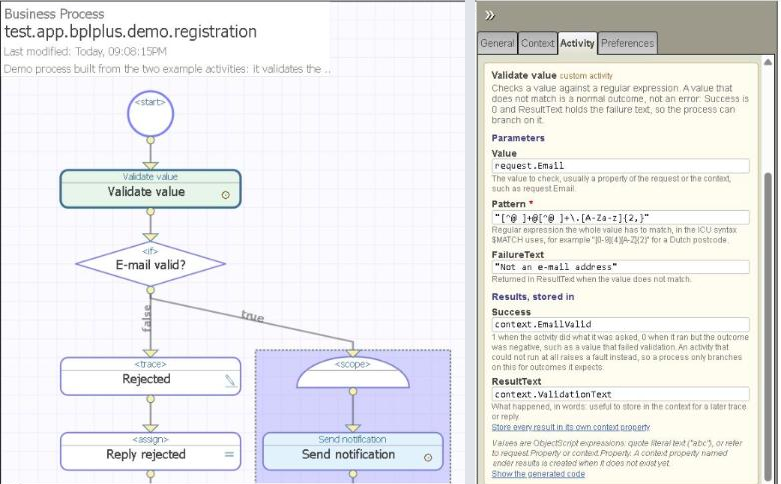 Business Process
test.app.bplplus.demo.registration
Last modified: Today, 09:08:15PM
Demo process built from the two example activities: it validates the ..
<start>
Validate value
Validate value
<if>
E-mail valid?
false
true
<trace>
Rejected
<scope>
<assign>
Reply rejected
Send notification
Send notification
»
General
Context
Activity
Preferences
Validate value custom activity
Checks a value against a regular expression. A value that
does not match is a normal outcome, not an error: Success is
0 and ResultText holds the failure text, so the process can
branch on it.
Parameters
Value
request.Email
The value to check, usually a property of the request or the context,
such as request.Email.
Pattern *
"[^@ ]+@[^@ ]+\.[A-Za-z]{2,}"
Regular expression the whole value has to match, in the ICU syntax
$MATCH uses, for example "[0-9]{4}[A-Z]{2}" for a Dutch postcode.
FailureText
"Not an e-mail address"
Returned in ResultText when the value does not match.
Results, stored in
Success
context.EmailValid
1 when the activity did what it was asked, 0 when it ran but the outcome
was negative, such as a value that failed validation. An activity that
could not run at all raises a fault instead, so a process only branches
on this for outcomes it expects.
ResultText
context.ValidationText
What happened, in words: useful to store in the context for a later trace
or reply.
Store every result in its own context property
Values are ObjectScript expressions: quote literal text ("abc"), or refer
to request.Property or context.Property. A context property named
under results is created when it does not exist yet.
Show the generated code